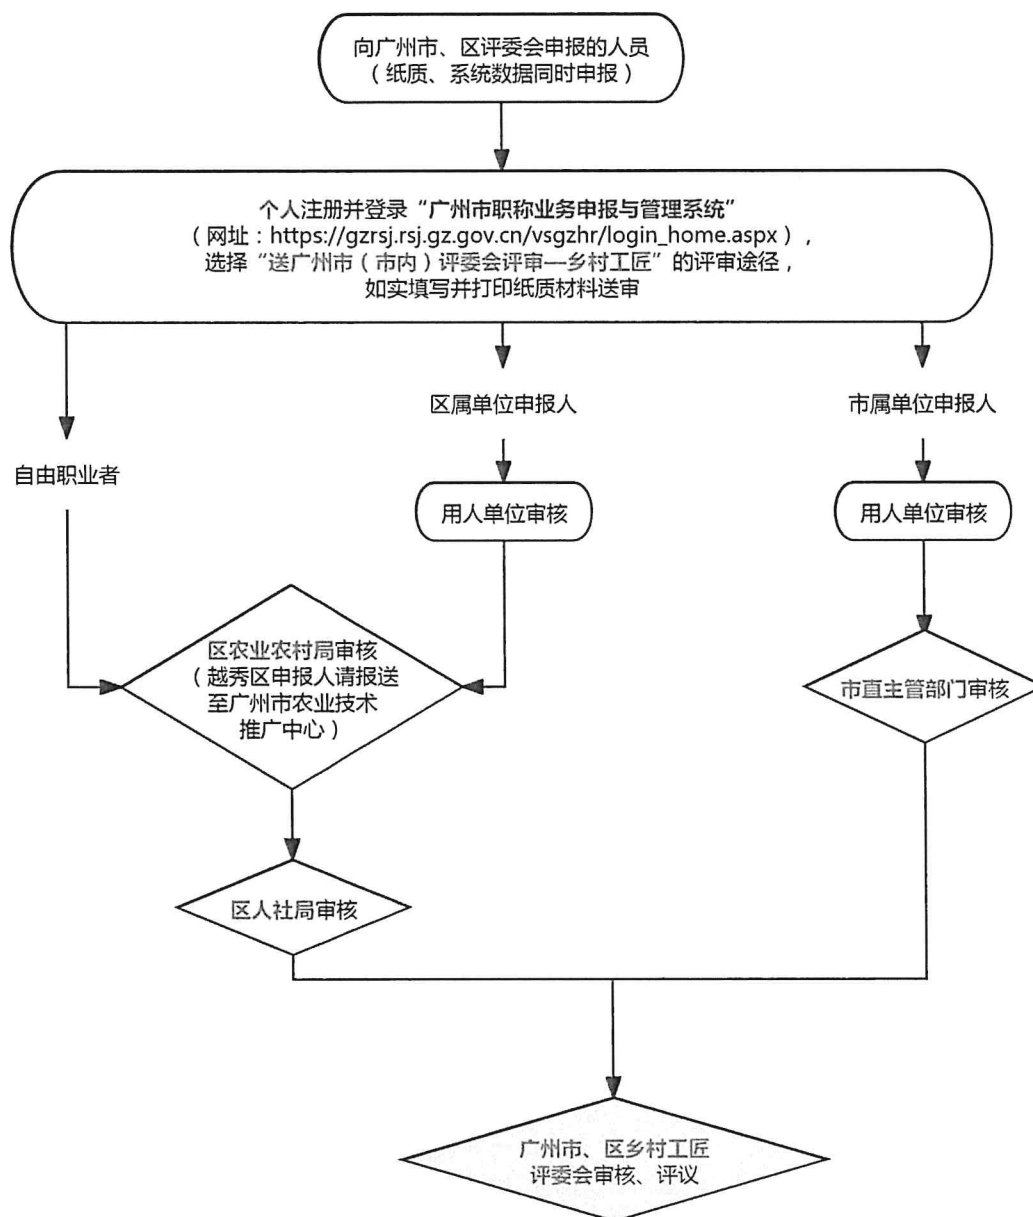 向广州市、区评委会申报的人员
（纸质、系统数据同时申报）
个人注册并登录“广州市职称业务申报与管理系统”
（网址：https://gzrsj.rsj.gz.gov.cn/vsgzhr/login_home.aspx），
选择“送广州市（市内）评委会评审—乡村工匠”的评审途径，
如实填写并打印纸质材料送审
区属单位申报人
市属单位申报人
自由职业者
用人单位审核
用人单位审核
区农业农村局审核
（越秀区申报人请报送
至广州市农业技术
推广中心）
市直主管部门审核
区人社局审核
广州市、区乡村工匠
评委会审核、评议